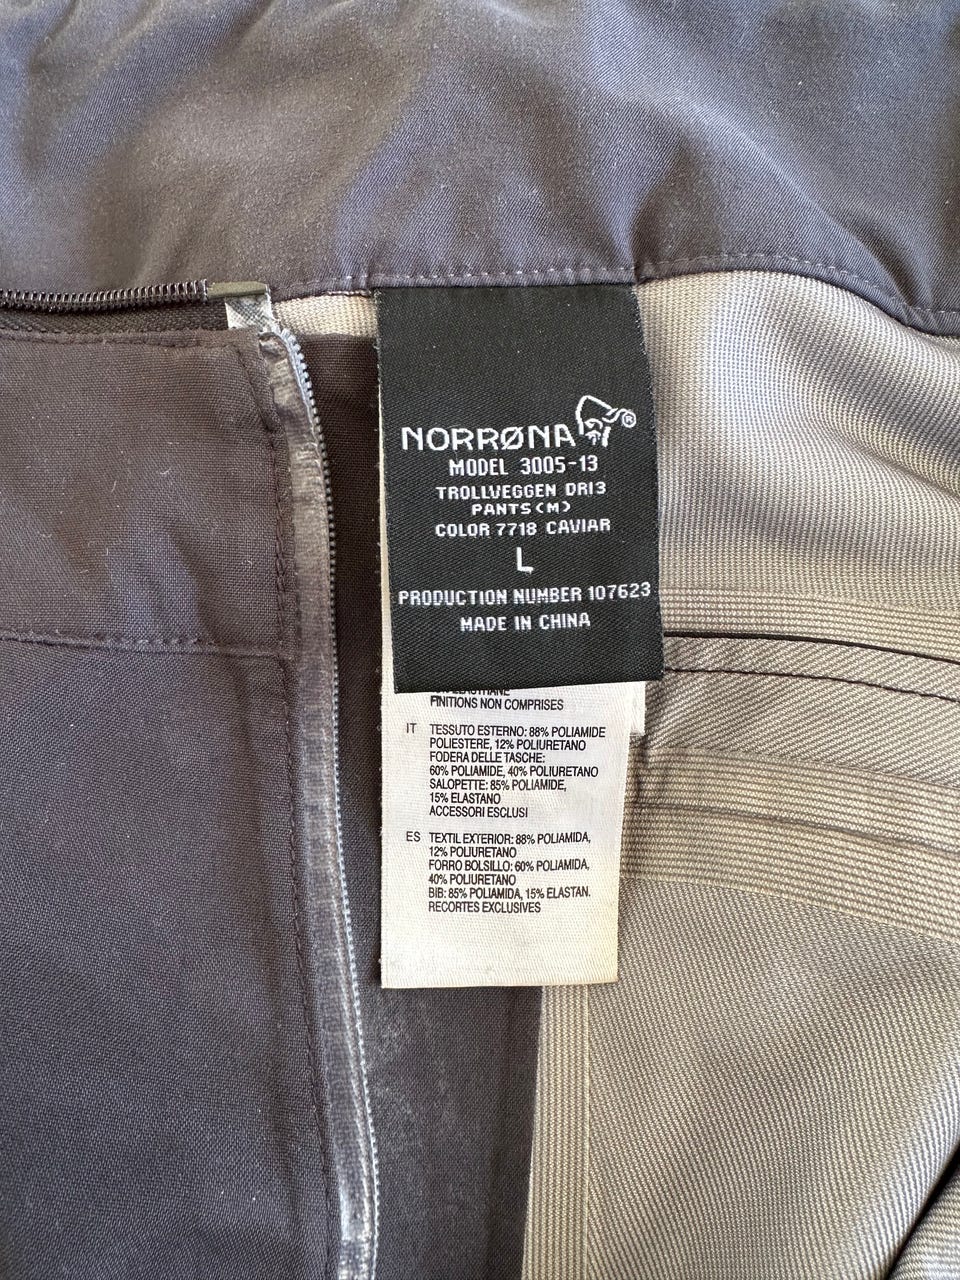 NORRØNA®
MODEL 3005-13
TROLLVEGGEN DRI3
PANTS(M)
COLOR 7718 CAVIAR
L
PRODUCTION NUMBER 107623
MADE IN CHINA
FINITIONS NON COMPRISES
IT TESSUTO ESTERNO: 88% POLIAMIDE
POLIESTERE, 12% POLIURETANO
FODERA DELLE TASCHE:
60% POLIAMIDE, 40% POLIURETANO
SALOPETTE: 85% POLIAMIDE,
15% ELASTANO
ACCESSORI ESCLUSI
ES TEXTIL EXTERIOR: 88% POLIAMIDA,
12% POLIURETANO
FORRO BOLSILLO: 60% POLIAMIDA,
40% POLIURETANO
BIB: 85% POLIAMIDA, 15% ELASTAN.
RECORTES EXCLUSIVES